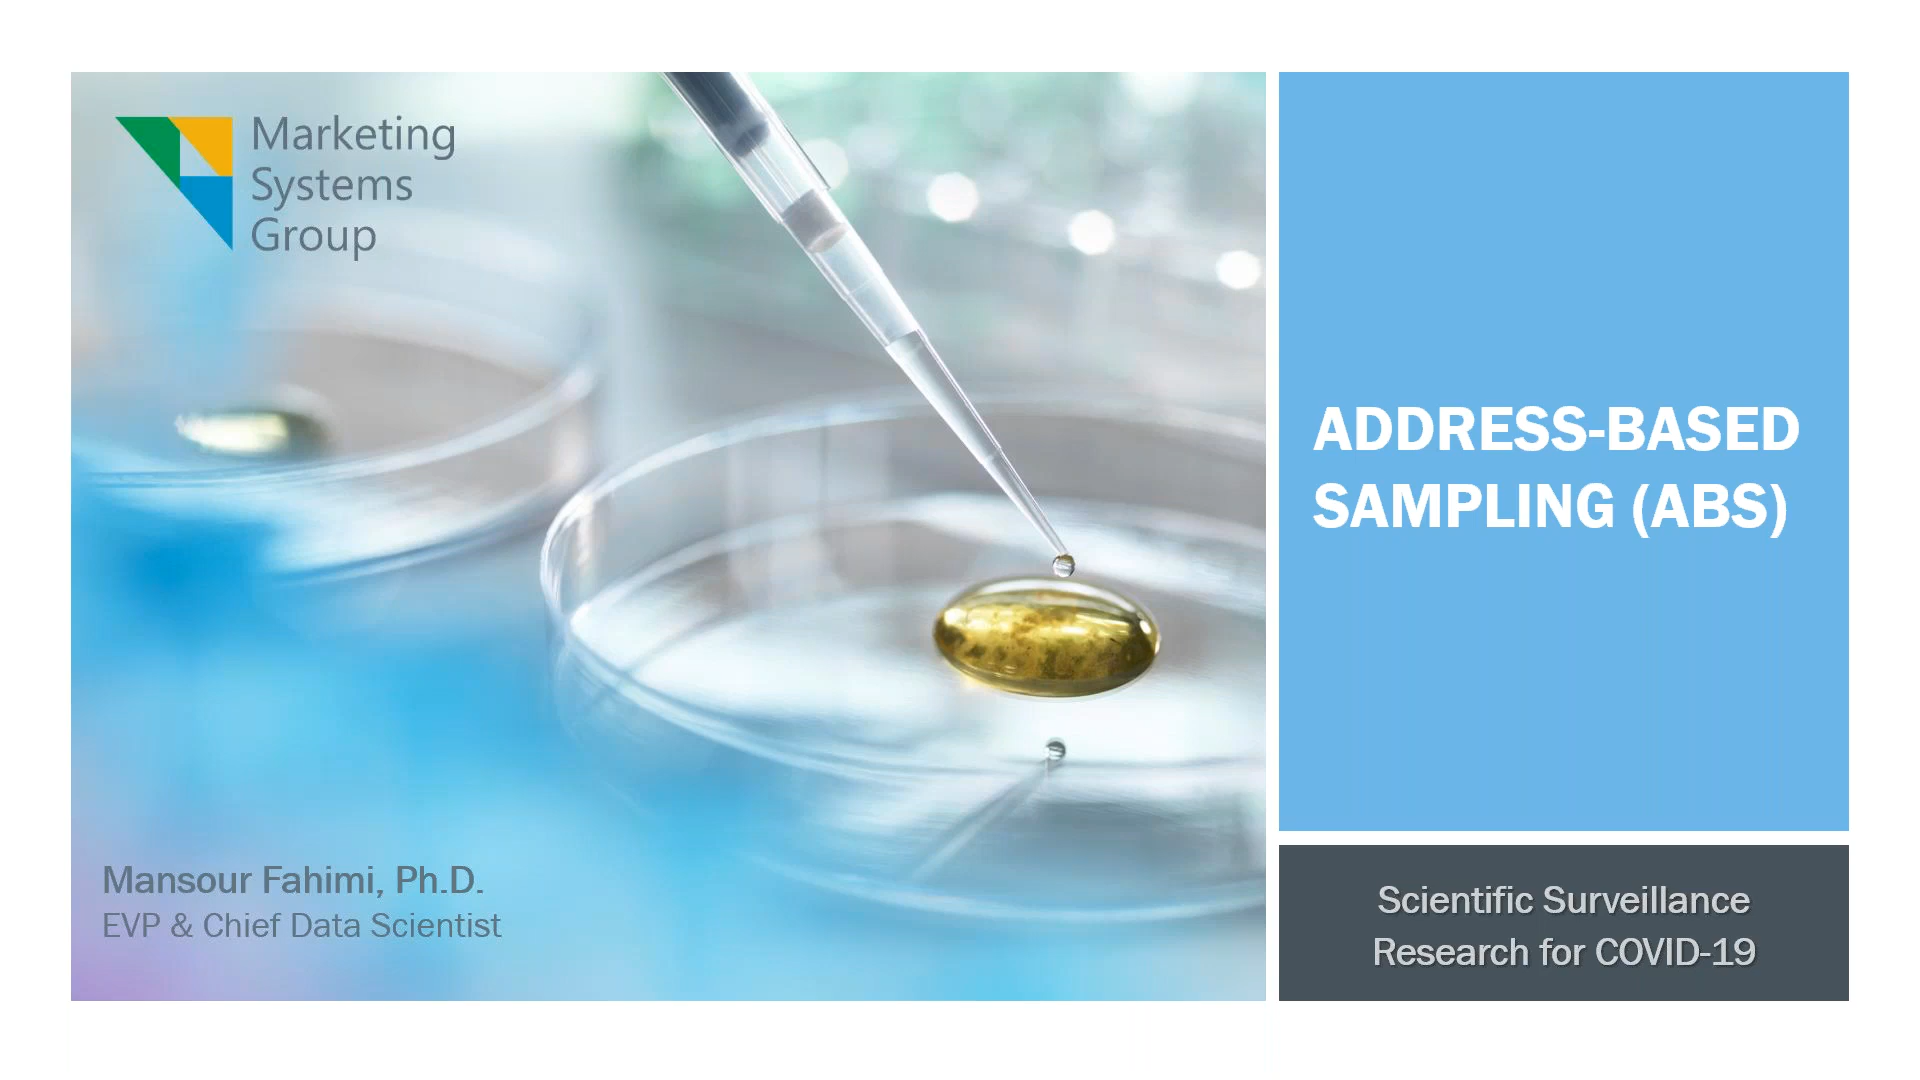 Marketing
Systems
Group
ADDRESS-BASED
SAMPLING (ABS)
Mansour Fahimi, Ph.D.
EVP & Chief Data Scientist
Scientific Surveillance
Research for COVID-19